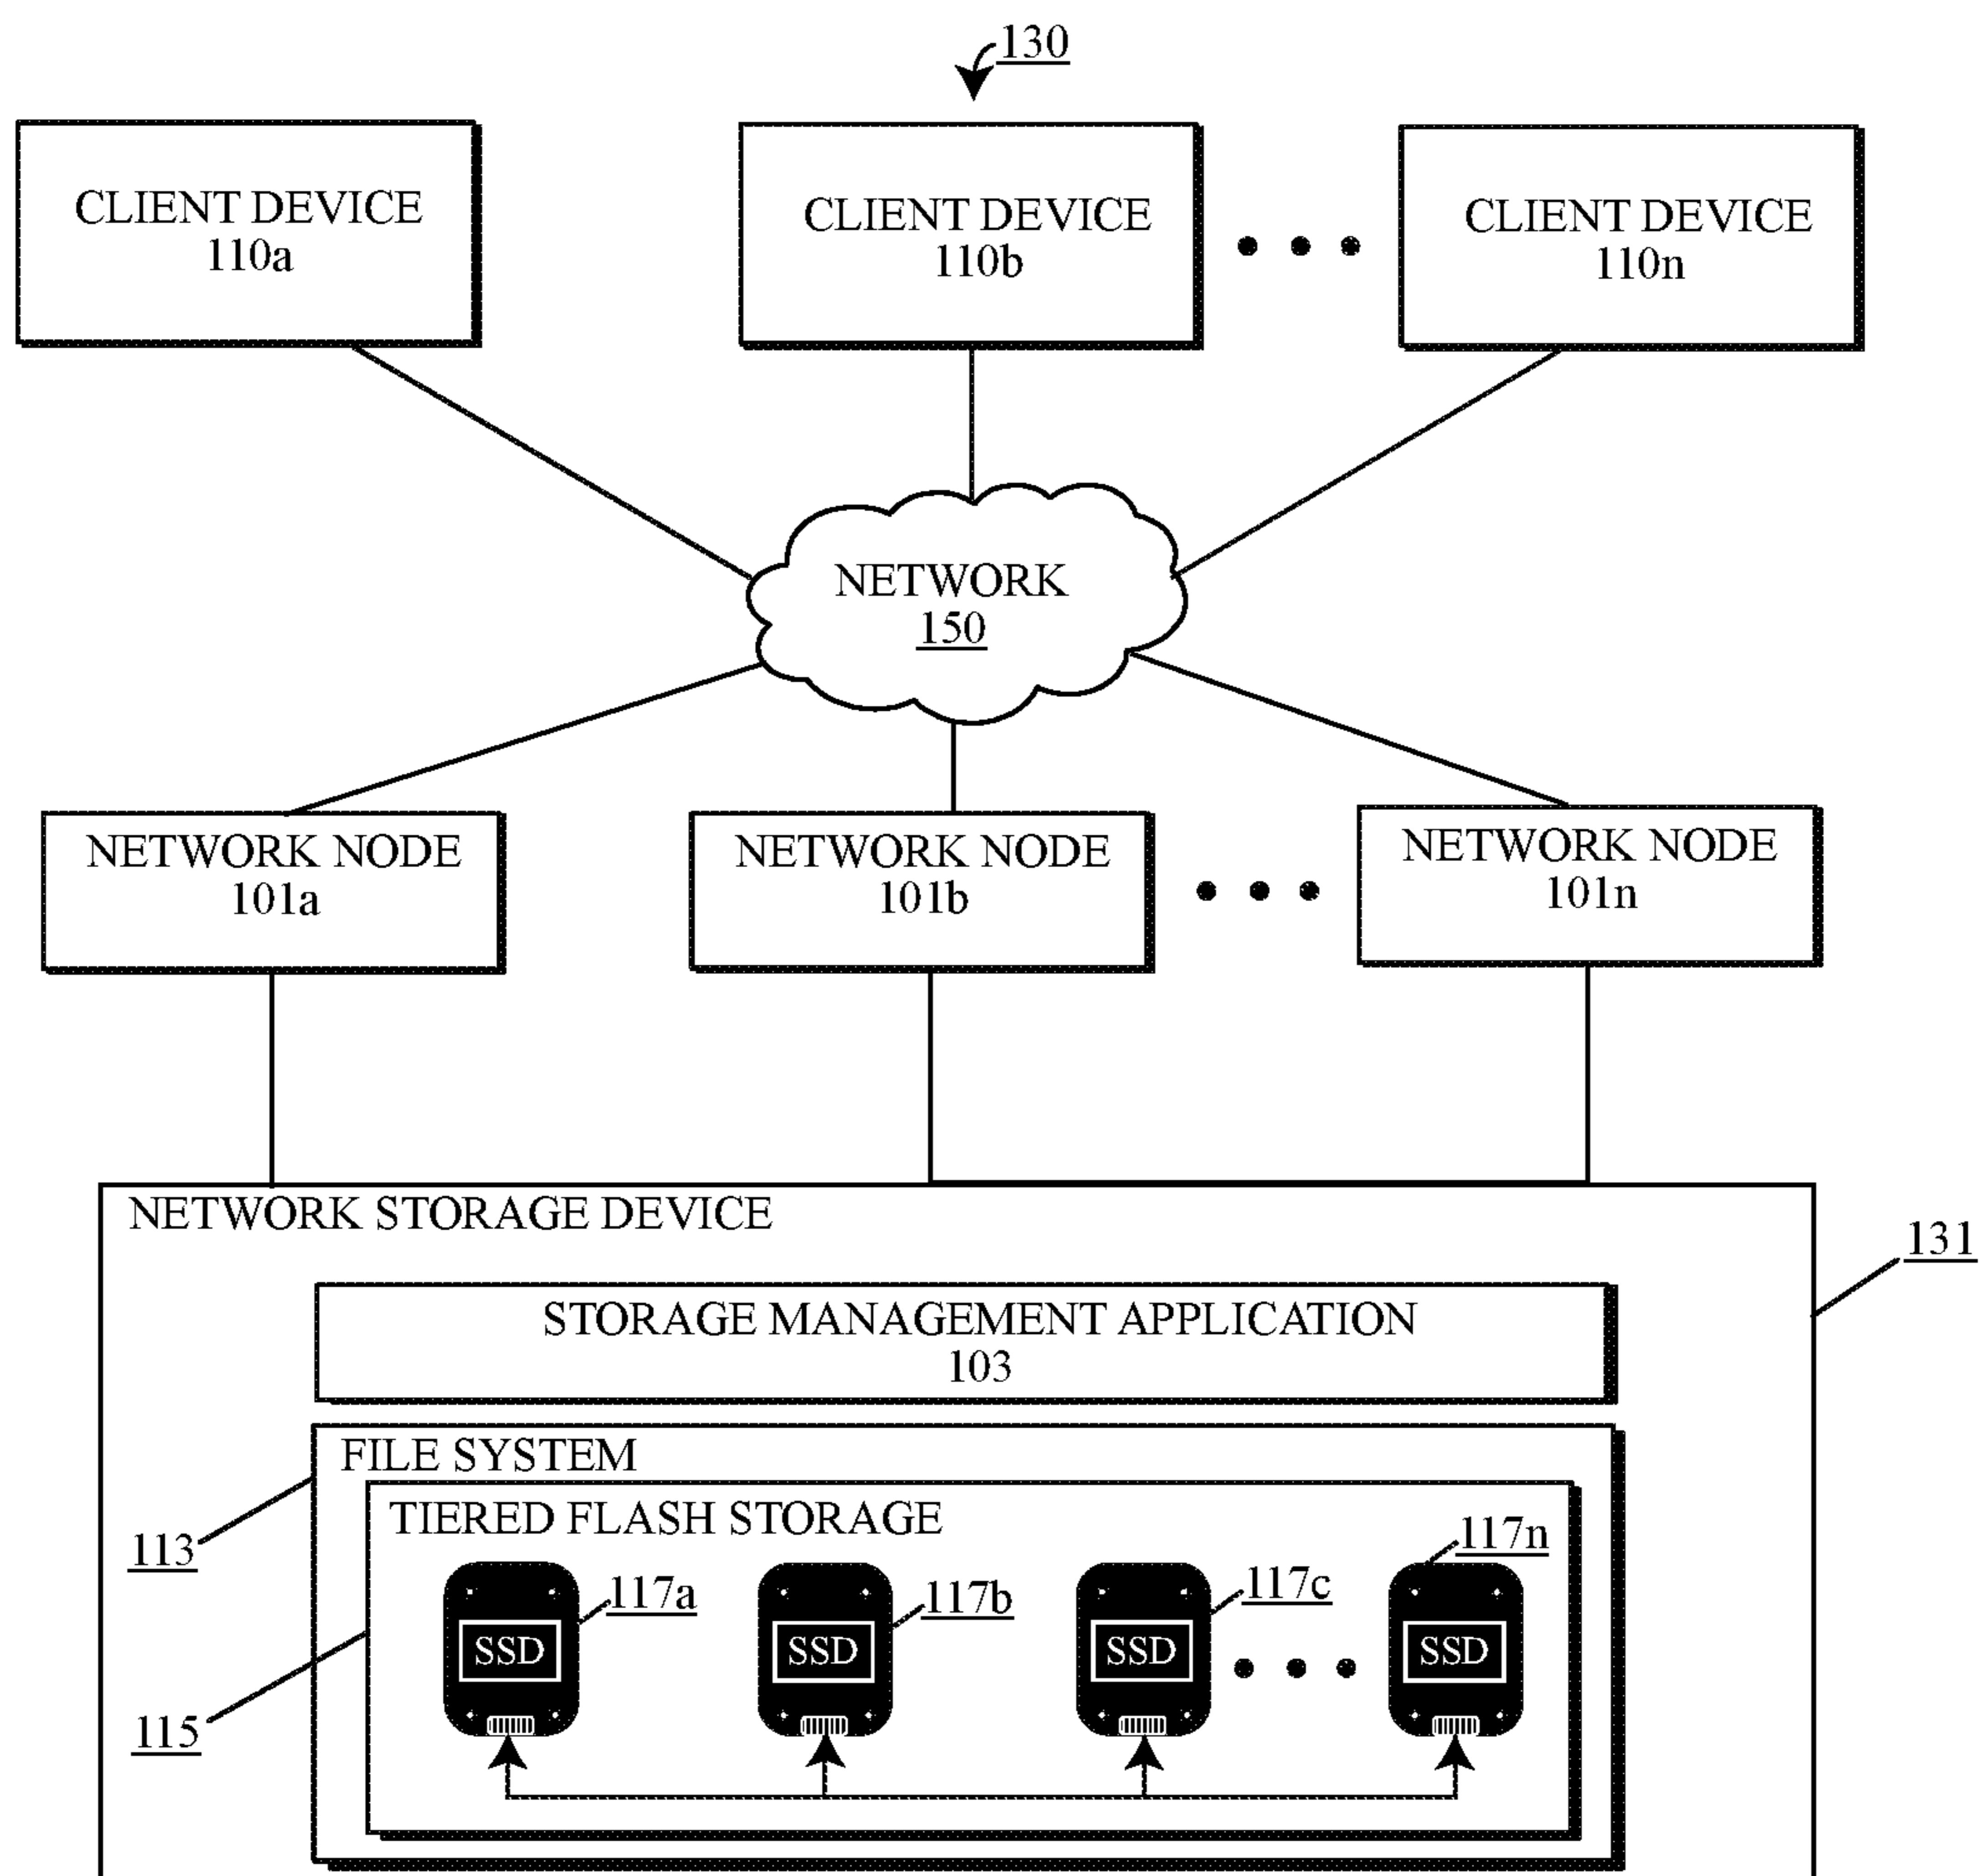 130
CLIENT DEVICE
110a
CLIENT DEVICE
110b
CLIENT DEVICE
110n
NETWORK
150
NETWORK NODE
101a
NETWORK NODE
101b
NETWORK NODE
101n
NETWORK STORAGE DEVICE
131
STORAGE MANAGEMENT APPLICATION
103
FILE SYSTEM
113
TIERED FLASH STORAGE
115
117a
117b
117c
117n
SSD
SSD
SSD
SSD